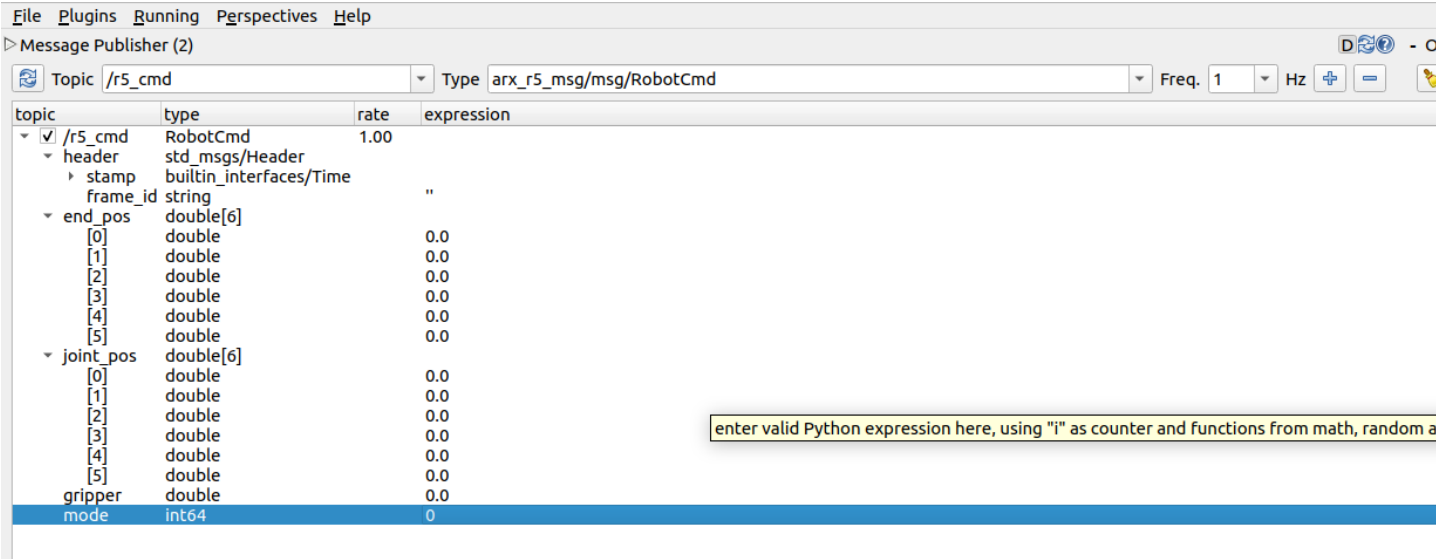 File Plugins Running Perspectives Help
Message Publisher (2) D - O
Topic /r5_cmd Type arx_r5_msg/msg/RobotCmd Freq. 1 Hz
topic type rate expression
/r5_cmd RobotCmd 1.00
header std_msgs/Header
stamp builtin_interfaces/Time
frame_id string ''
end_pos double[6]
[0] double 0.0
[1] double 0.0
[2] double 0.0
[3] double 0.0
[4] double 0.0
[5] double 0.0
joint_pos double[6]
[0] double 0.0
[1] double 0.0
[2] double 0.0
enter valid Python expression here, using "i" as counter and functions from math, random a
[3] double 0.0
[4] double 0.0
[5] double 0.0
gripper double 0.0
mode int64 0